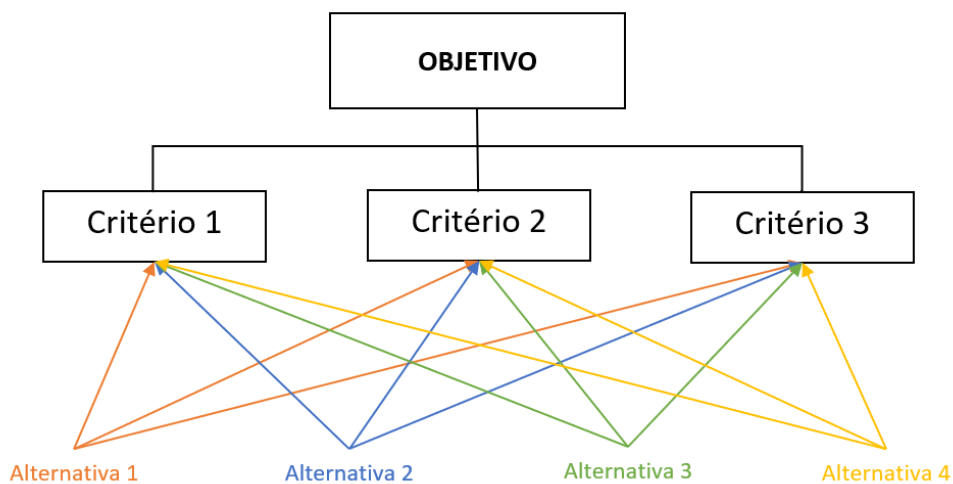 OBJETIVO
Critério 1
Critério 2
Critério 3
Alternativa 1
Alternativa 2
Alternativa 3
Alternativa 4